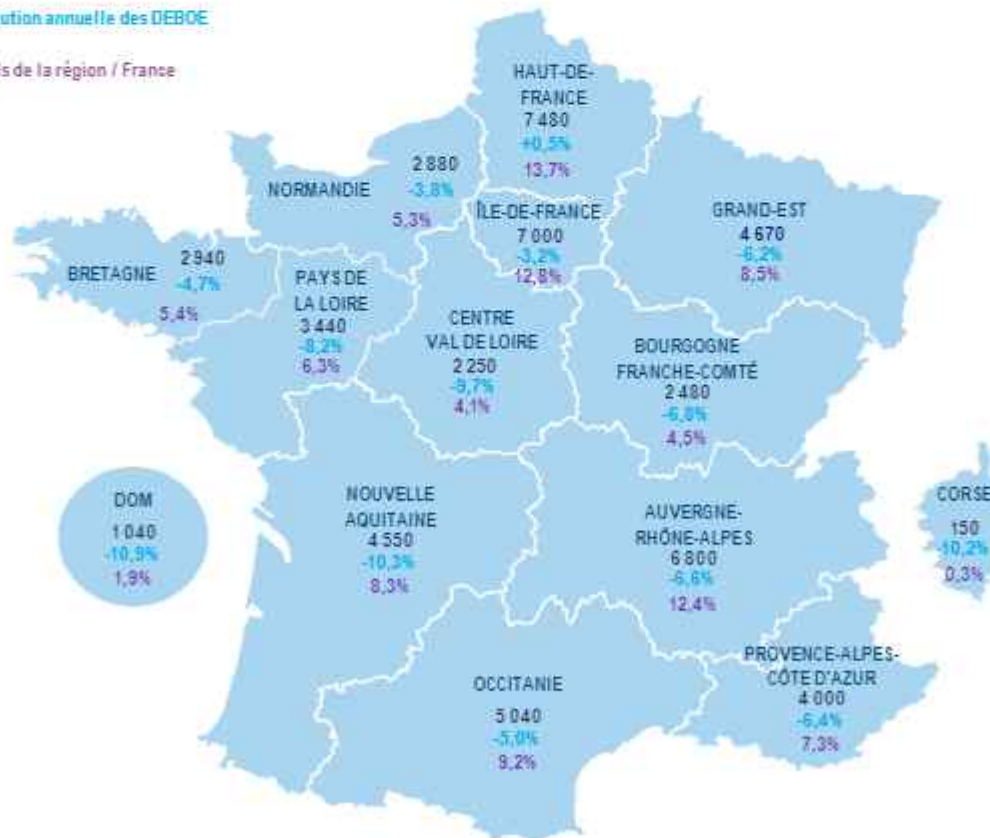 ution annuelle des DEBOE
s de la région / France
HAUT-DE-
FRANCE
7 480
+0,5%
13,7%
NORMANDIE
2 880
-3,8%
5,3%
ÎLE-DE-FRANCE
7 000
-3,2%
12,8%
GRAND-EST
4 670
-6,2%
8,5%
BRETAGNE
2 940
-4,7%
5,4%
PAYS DE
LA LOIRE
3 440
-8,2%
6,3%
CENTRE
VAL DE LOIRE
2 250
-9,7%
4,1%
BOURGOGNE
FRANCHE-COMTÉ
2 480
-6,8%
4,5%
DOM
1 040
-10,9%
1,9%
NOUVELLE
AQUITAINE
4 550
-10,3%
8,3%
AUVERGNE-
RHÔNE-ALPES
6 800
-6,6%
12,4%
CORSE
150
-10,2%
0,3%
OCCITANIE
5 040
-5,0%
9,2%
PROVENCE-ALPES-
CÔTE D'AZUR
4 000
-6,4%
7,3%